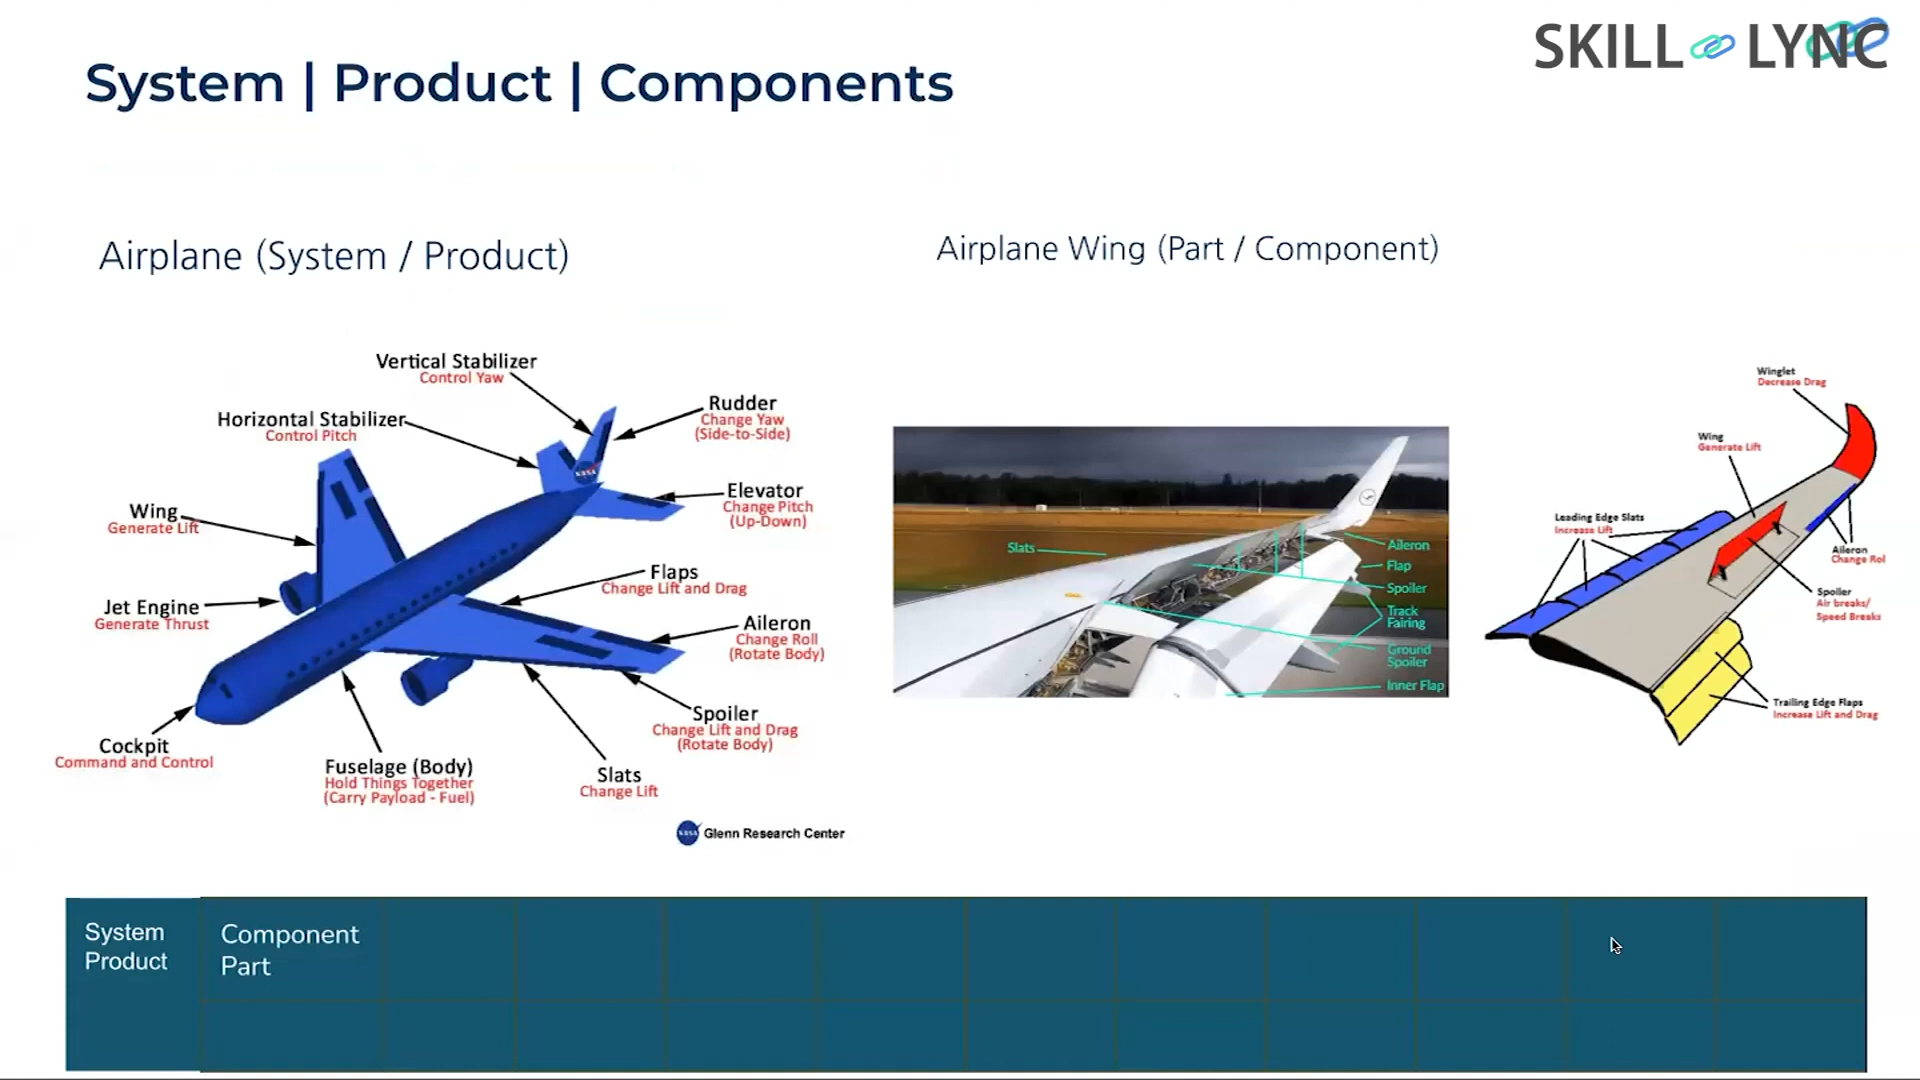 SKILL LYNC
System | Product | Components
Airplane (System / Product)
Airplane Wing (Part / Component)
Vertical Stabilizer
Control Yaw
Horizontal Stabilizer
Control Pitch
Rudder
Change Yaw
(Side-to-Side)
NASA
Elevator
Change Pitch
(Up-Down)
Wing
Generate Lift
Flaps
Change Lift and Drag
Jet Engine
Generate Thrust
Aileron
Change Roll
(Rotate Body)
Spoiler
Change Lift and Drag
(Rotate Body)
Cockpit
Command and Control
Fuselage (Body)
Hold Things Together
(Carry Payload - Fuel)
Slats
Change Lift
NASA
Glenn Research Center
Slats
Aileron
Flap
Spoiler
Track
Fairing
Ground
Spoiler
Inner Flap
Winglet
Decrease Drag
Wing
Generate Lift
Leading Edge Slats
Increase Lift
Aileron
Change Rol
Spoiler
Air breaks/
Speed Breaks
Trailing Edge Flaps
Increase Lift and Drag
System
Product
Component
Part